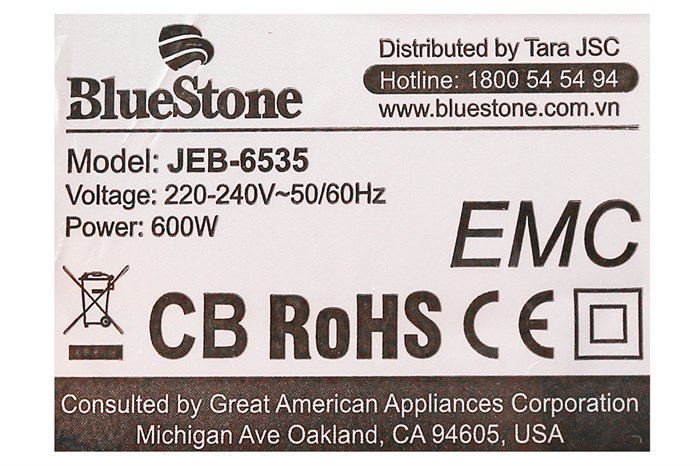 BlueStone
Distributed by Tara JSC
Hotline: 1800 54 54 94
www.bluestone.com.vn
Model: JEB-6535
Voltage: 220-240V~50/60Hz
Power: 600W
EMC
CB RoHS CE
Consulted by Great American Appliances Corporation
Michigan Ave Oakland, CA 94605, USA